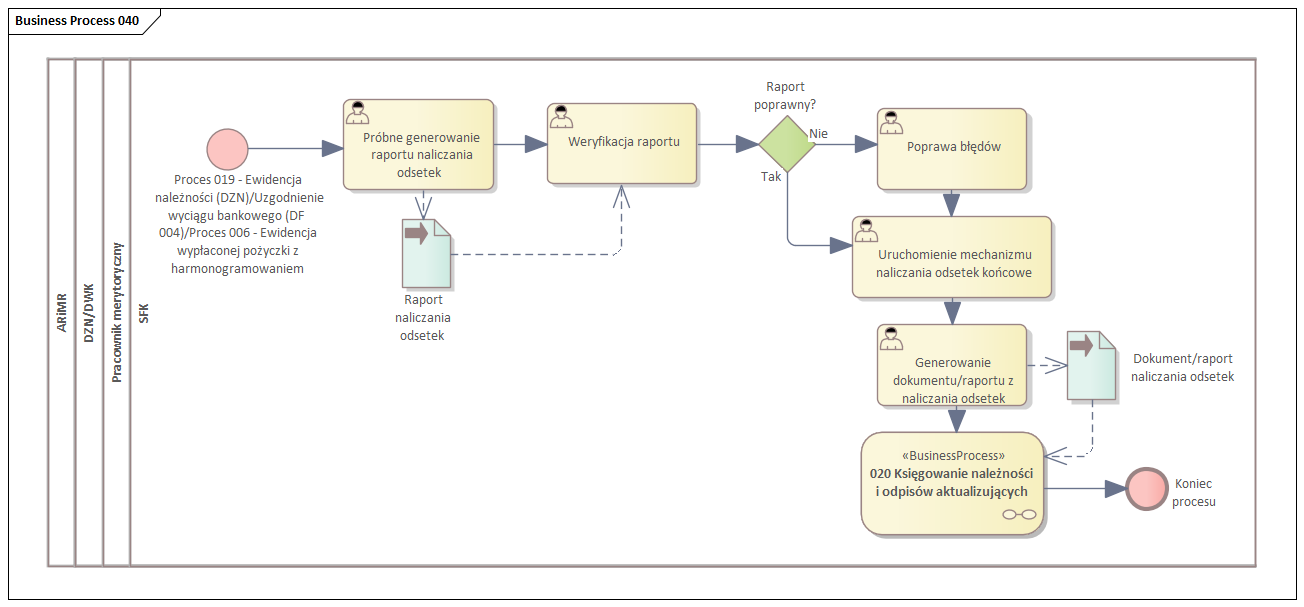 Business Process 040
ARiMR
DZN/DWK
Pracownik merytoryczny
SFK
Proces 019 - Ewidencja
należności (DZN)/Uzgodnienie
wyciągu bankowego (DF
004)/Proces 006 - Ewidencja
wypłaconej pożyczki z
harmonogramowaniem
Próbne generowanie
raportu naliczania
odsetek
Raport
naliczania
odsetek
Weryfikacja raportu
Raport
poprawny?
Nie
Tak
Poprawa błędów
Uruchomienie mechanizmu
naliczania odsetek końcowe
Generowanie
dokumentu/raportu z
naliczania odsetek
Dokument/raport
naliczania odsetek
«BusinessProcess»
020 Księgowanie należności
i odpisów aktualizujących
Koniec
procesu